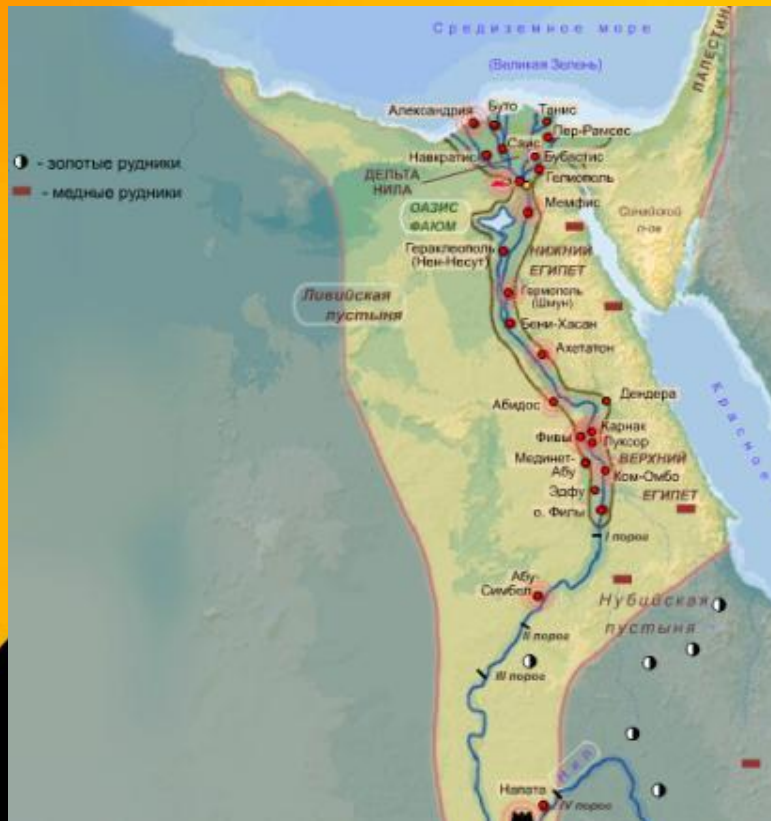 Средиземное море
(Великая Зелень)
ПАЛЕСТИНА
Александрия
Буто
Танис
Пер-Рамсес
Саис
Навкратис
Бубастис
- золотые рудники
- медные рудники
ДЕЛЬТА
НИЛА
Гелиополь
ОАЗИС
ФАЮМ
Мемфис
Синайский
п-ов
Гераклеополь
(Нен-Несут)
НИЖНИЙ
ЕГИПЕТ
Ливийская
пустыня
Гермополь
(Шмун)
Бени-Хасан
Ахетатон
Красное
Дендера
Абидос
Карнак
Фивы
Луксор
Мединет-
Абу
ВЕРХНИЙ
ЕГИПЕТ
Ком-Омбо
Эдфу
о. Филы
I порог
Абу-
Симбел
Нубийская
пустыня
II порог
III порог
Нил
Напата
IV порог